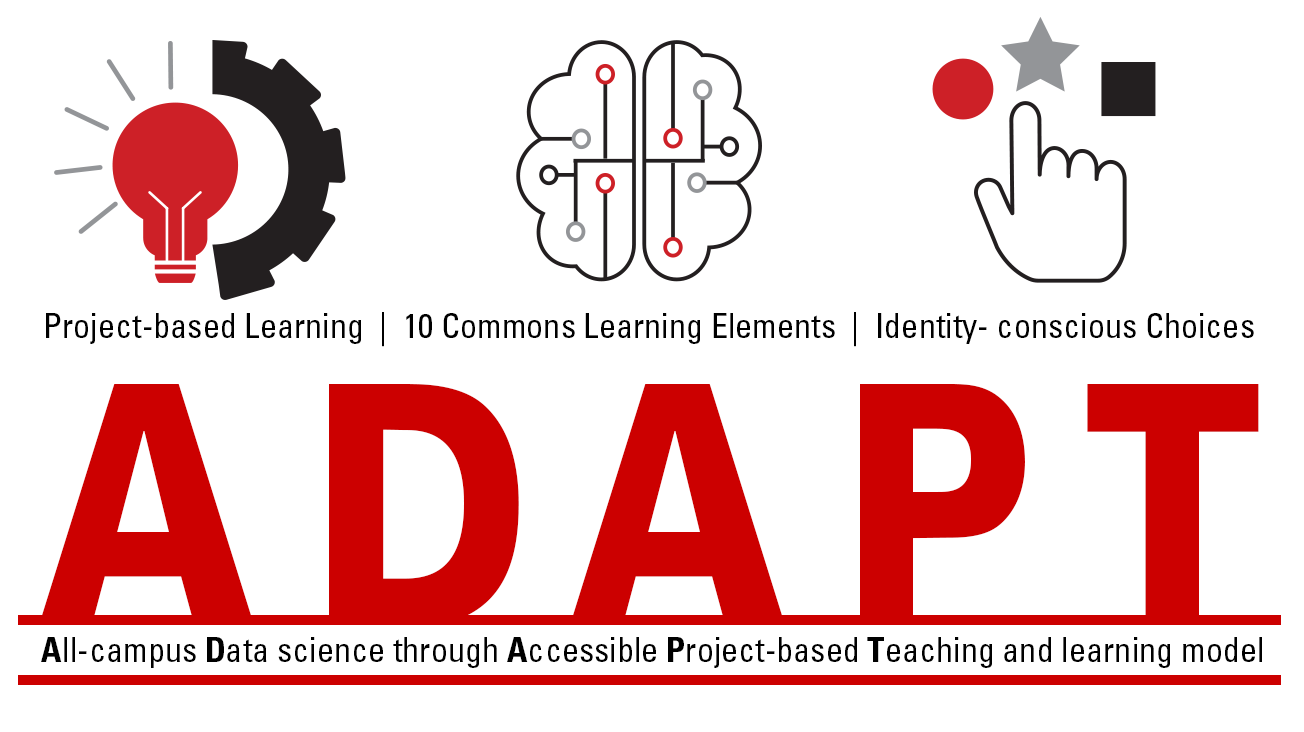 Project-based Learning | 10 Commons Learning Elements | Identity- conscious Choices
ADAPT
All-campus Data science through Accessible Project-based Teaching and learning model